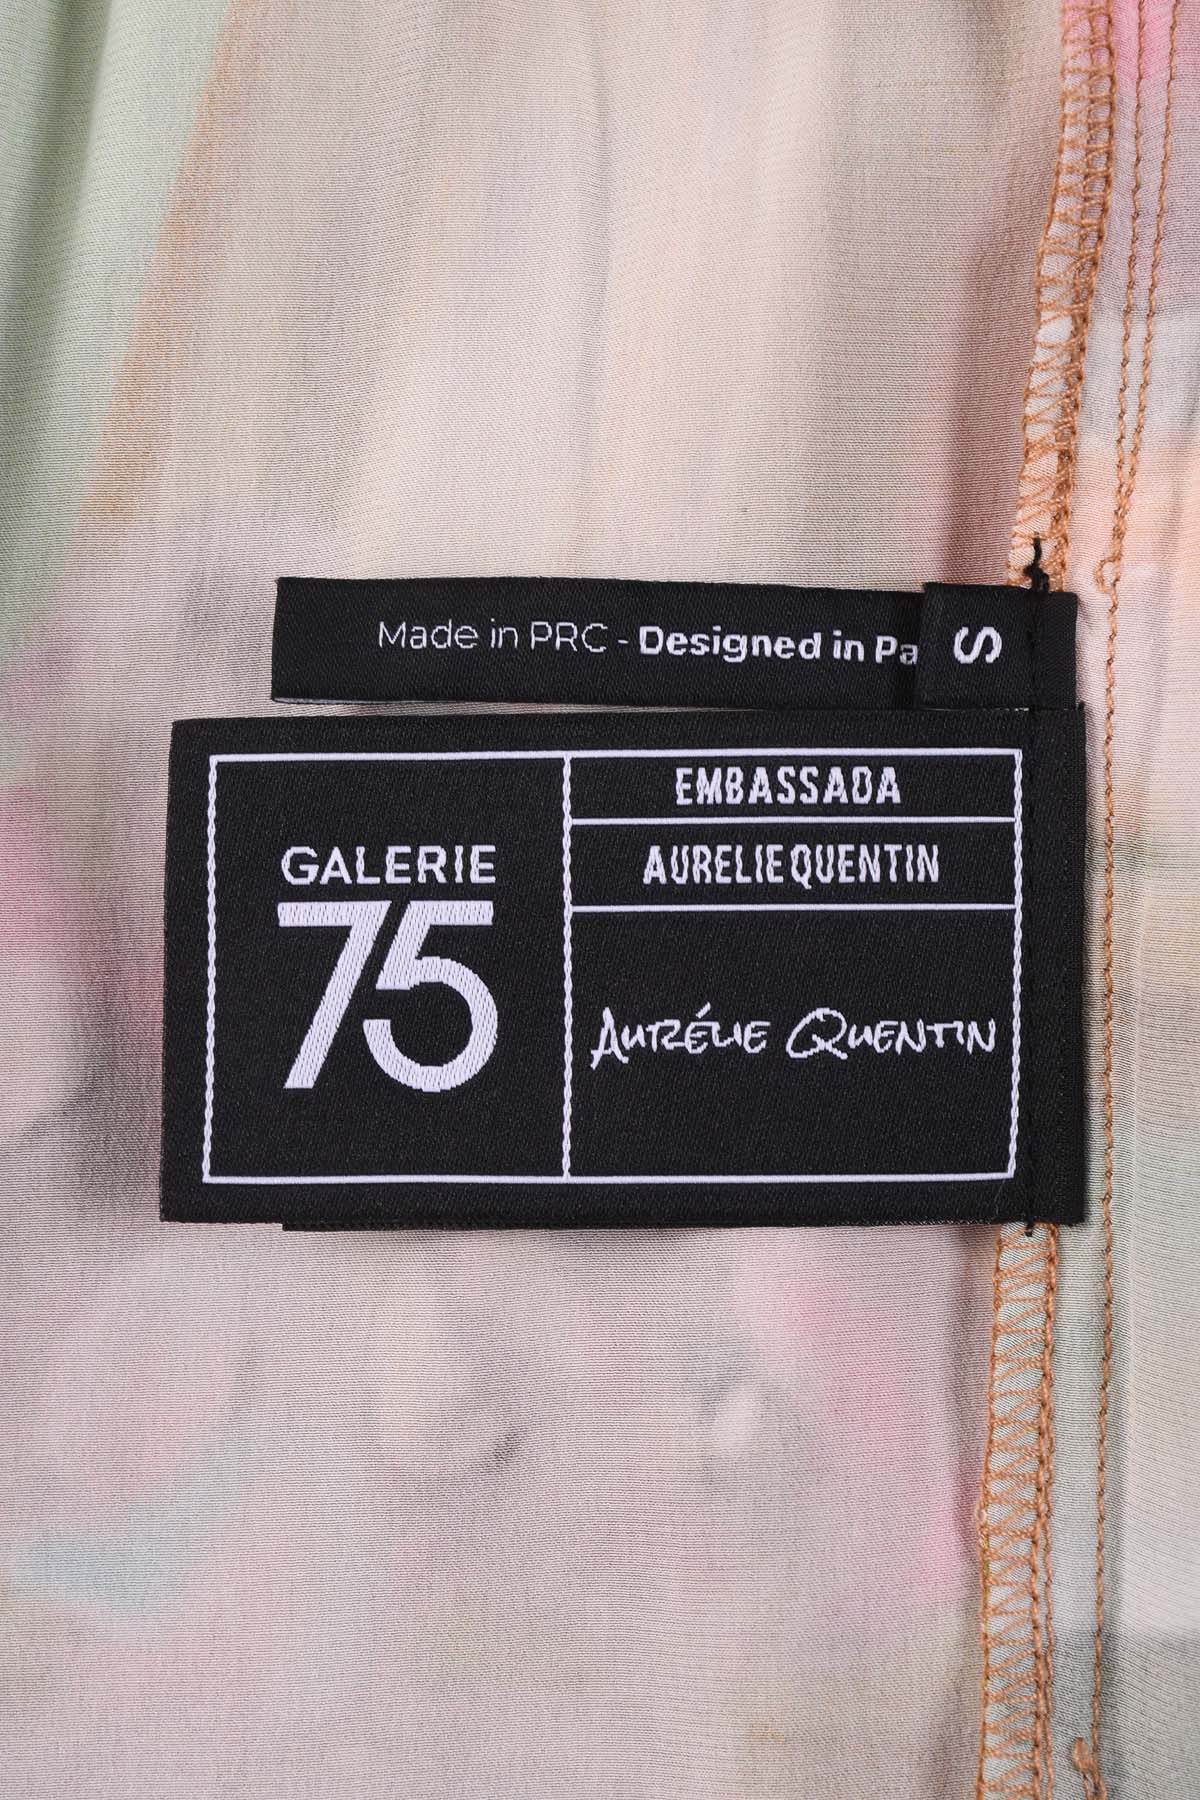 Made in PRC - Designed in Pa
S
GALERIE
75
EMBASSADA
AURELIE QUENTIN
AURÉLIE QUENTIN